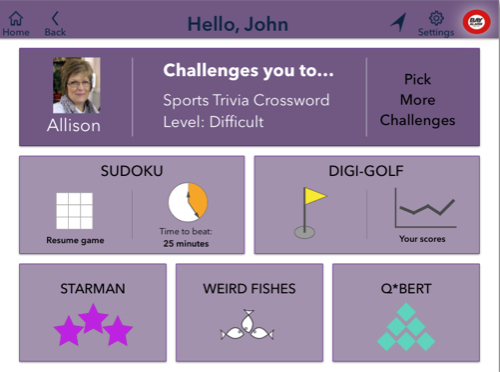 Hello, John
Home
Back
Settings
BAY
Challenges you to...
Sports Trivia Crossword
Level: Difficult
Allison
Pick
More
Challenges
SUDOKU
Resume game
Time to beat:
25 minutes
DIGI-GOLF
Your scores
STARMAN
WEIRD FISHES
Q*BERT